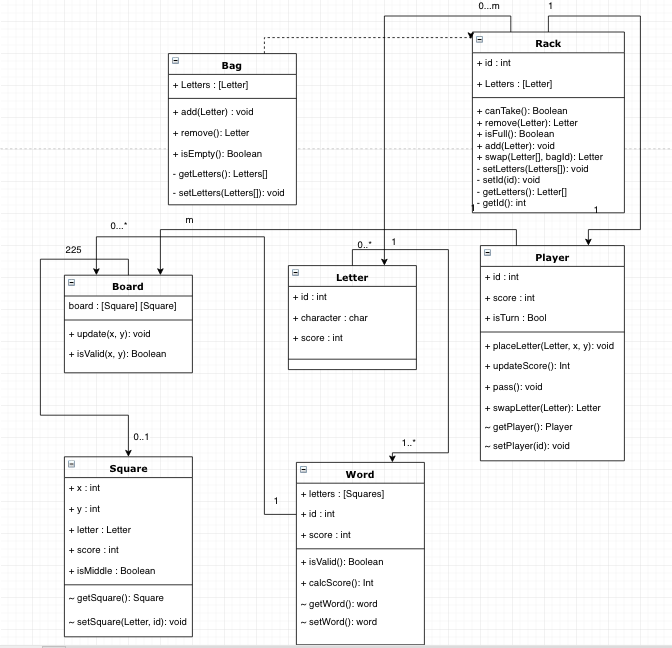 0...m
1
Rack
+ id : int
+ Letters : [Letter]
+ canTake(): Boolean
+ remove(Letter): Letter
+ isFull(): Boolean
+ add(Letter): void
+ swap(Letter[], bagId): Letter
- setLetters(Letters[]): void
- setId(id): void
- getLetters(): Letter[]
- getId(): int
1
1
Bag
+ Letters : [Letter]
+ add(Letter) : void
+ remove(): Letter
+ isEmpty(): Boolean
- getLetters(): Letters[]
- setLetters(Letters[]): void
0...*
m
225
0..*
1
Board
board : [Square] [Square]
+ update(x, y): void
+ isValid(x, y): Boolean
Letter
+ id : int
+ character : char
+ score : int
Player
+ id : int
+ score : int
+ isTurn : Bool
+ placeLetter(Letter, x, y): void
+ updateScore(): Int
+ pass(): void
+ swapLetter(Letter): Letter
~ getPlayer(): Player
~ setPlayer(id): void
0..1
1..*
Square
+ x : int
+ y : int
+ letter : Letter
+ score : int
+ isMiddle : Boolean
~ getSquare(): Square
~ setSquare(Letter, id): void
1
Word
+ letters : [Squares]
+ id : int
+ score : int
+ isValid(): Boolean
+ calcScore(): Int
~ getWord(): word
~ setWord(): word